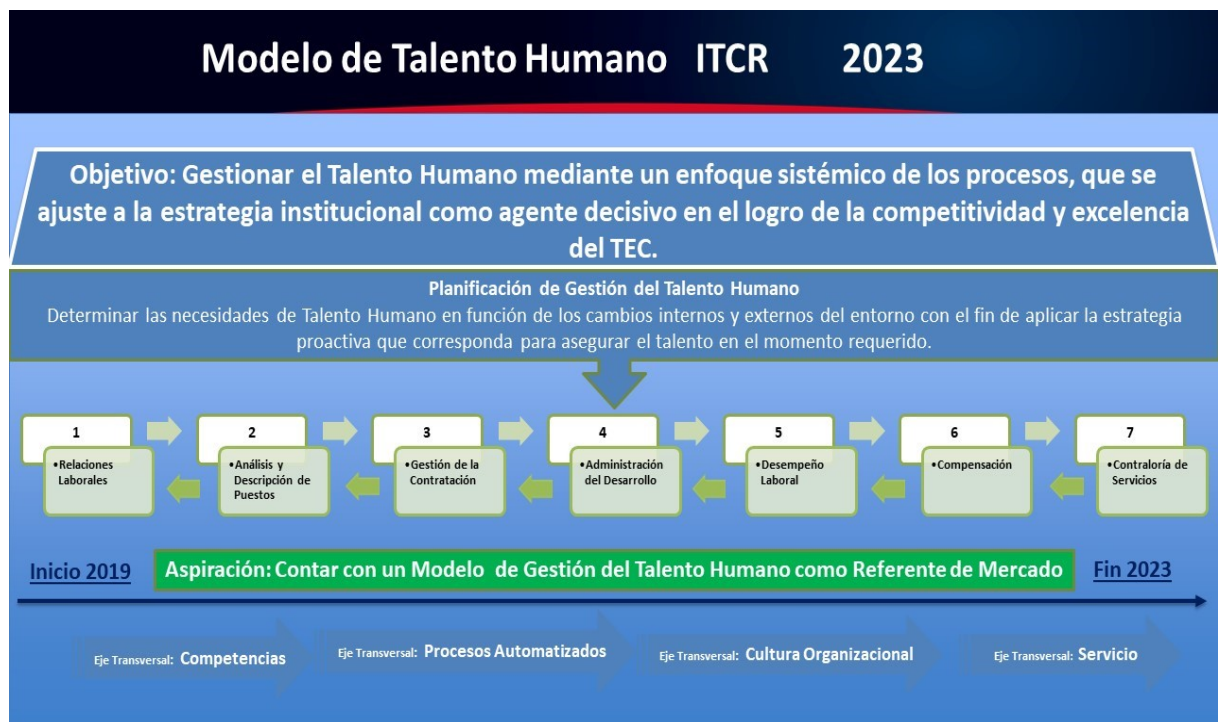 Modelo de Talento Humano ITCR 2023
Objetivo: Gestionar el Talento Humano mediante un enfoque sistémico de los procesos, que se
ajuste a la estrategia institucional como agente decisivo en el logro de la competitividad y excelencia
del TEC.
Planificación de Gestión del Talento Humano
Determinar las necesidades de Talento Humano en función de los cambios internos y externos del entorno con el fin de aplicar la estrategia
proactiva que corresponda para asegurar el talento en el momento requerido.
1
•Relaciones
Laborales
2
•Análisis y
Descripción de
Puestos
3
•Gestión de la
Contratación
4
•Administración
del Desarrollo
5
•Desempeño
Laboral
6
•Compensación
7
•Contraloría de
Servicios
Inicio 2019
Aspiración: Contar con un Modelo de Gestión del Talento Humano como Referente de Mercado
Fin 2023
Eje Transversal: Competencias
Eje Transversal: Procesos Automatizados
Eje Transversal: Cultura Organizacional
Eje Transversal: Servicio